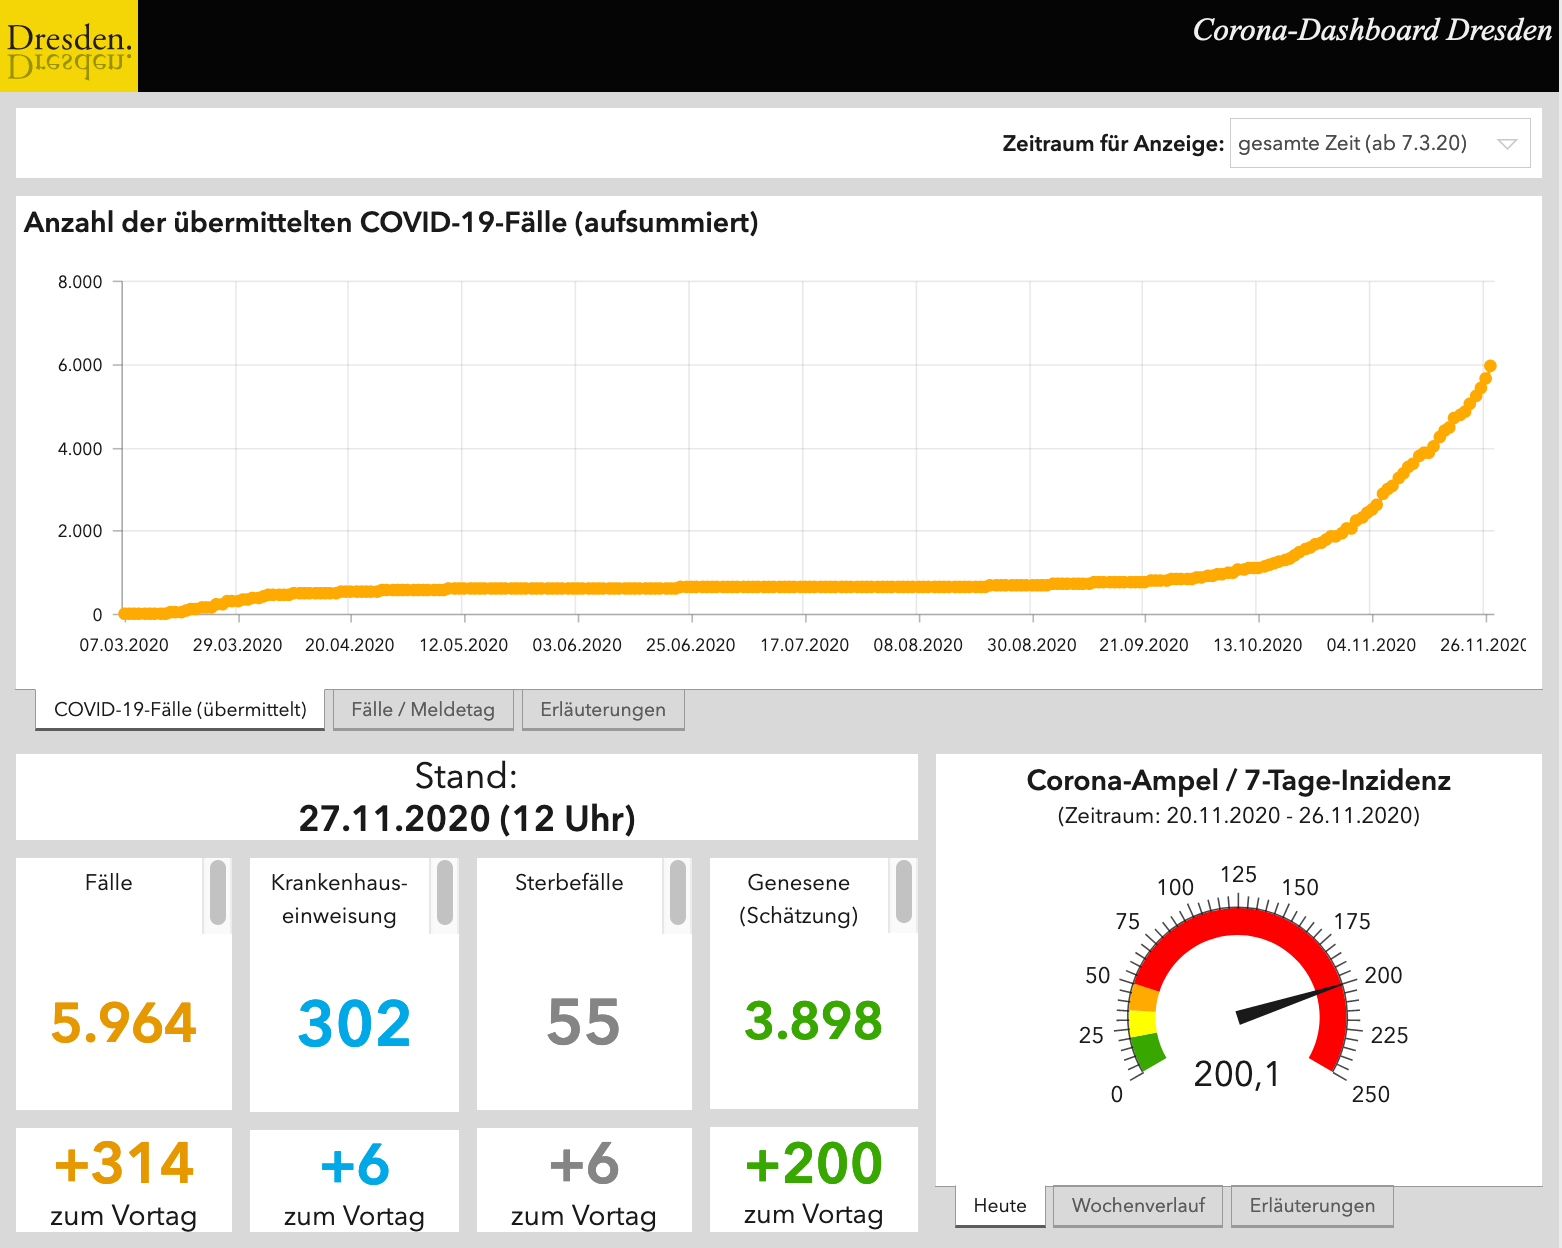 Dresden.
Dresden.
Corona-Dashboard Dresden
Zeitraum für Anzeige: gesamte Zeit (ab 7.3.20)
Anzahl der übermittelten COVID-19-Fälle (aufsummiert)
8.000
6.000
4.000
2.000
0
07.03.2020 29.03.2020 20.04.2020 12.05.2020 03.06.2020 25.06.2020 17.07.2020 08.08.2020 30.08.2020 21.09.2020 13.10.2020 04.11.2020 26.11.2020
COVID-19-Fälle (übermittelt) Fälle / Meldetag Erläuterungen
Stand:
27.11.2020 (12 Uhr)
Fälle
5.964
+314
zum Vortag
Krankenhaus-
einweisung
302
+6
zum Vortag
Sterbefälle
55
+6
zum Vortag
Genesene
(Schätzung)
3.898
+200
zum Vortag
Corona-Ampel / 7-Tage-Inzidenz
(Zeitraum: 20.11.2020 - 26.11.2020)
0
25
50
75
100
125
150
175
200
225
250
200,1
Heute Wochenverlauf Erläuterungen